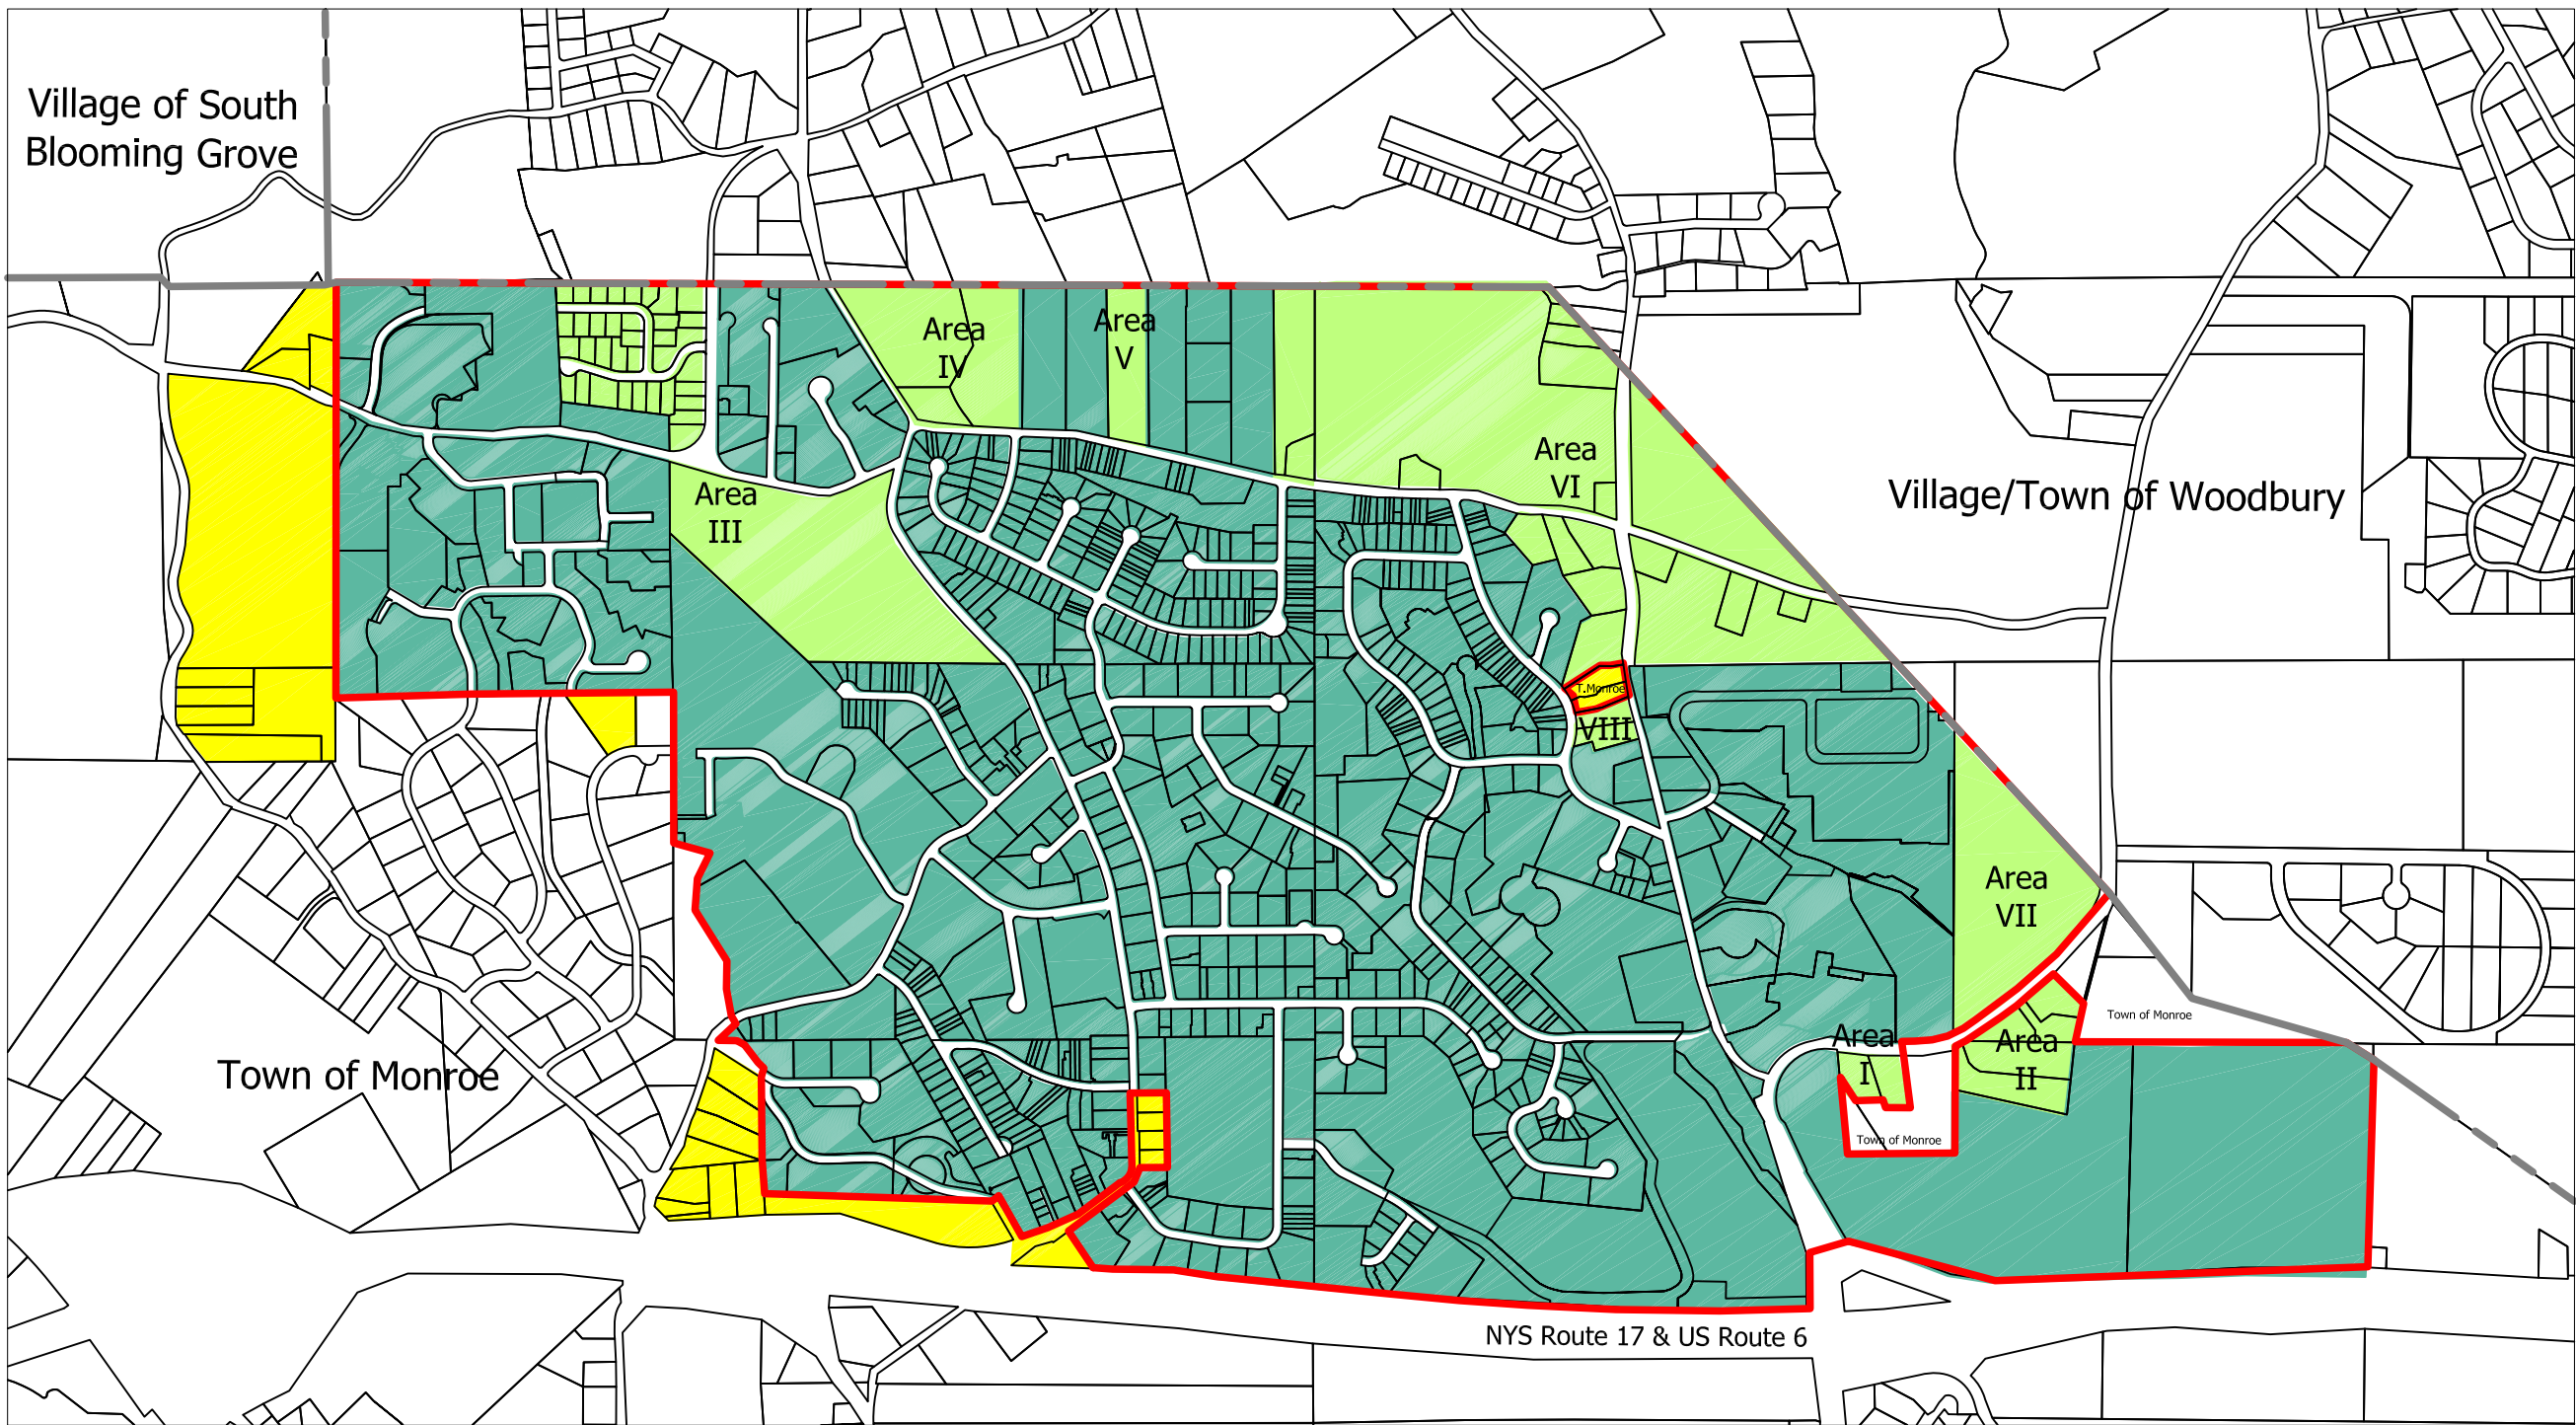 Village of South
Blooming Grove
Area
IV
Area
V
Area
VI
Area
III
Village/Town of Woodbury
T.Monroe
VIII
Area
VII
Town of Monroe
Area
I
Area
II
Town of Monroe
Town of Monroe
NYS Route 17 & US Route 6